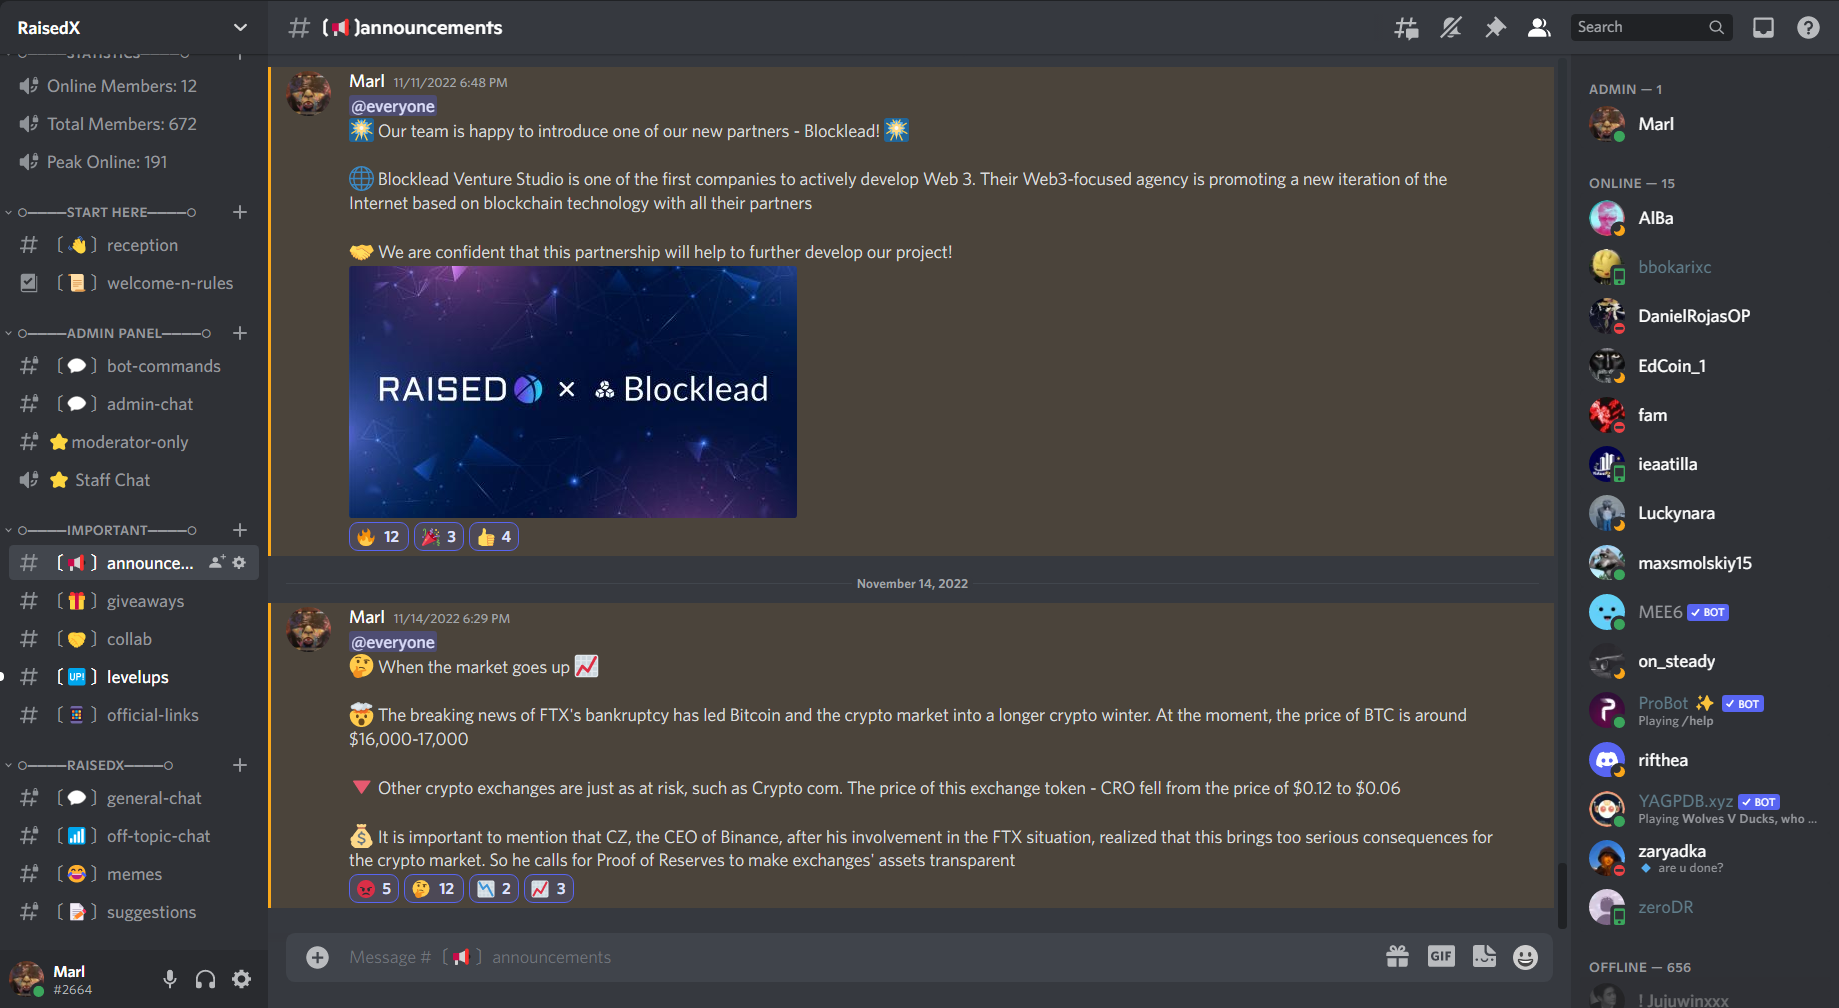 RaisedX
STATISTICS
Online Members: 12
Total Members: 672
Peak Online: 191
START HERE
reception
welcome-n-rules
ADMIN PANEL
bot-commands
admin-chat
moderator-only
Staff Chat
IMPORTANT
announce...
giveaways
collab
UP! levelups
official-links
RAISEDX
general-chat
off-topic-chat
memes
suggestions
Marl
#2664
# announcements
Search
Marl 11/11/2022 6:48 PM
@everyone
Our team is happy to introduce one of our new partners - Blocklead!
Blocklead Venture Studio is one of the first companies to actively develop Web 3. Their Web3-focused agency is promoting a new iteration of the
Internet based on blockchain technology with all their partners
We are confident that this partnership will help to further develop our project!
RAISED X × Blocklead
12 3 4
November 14, 2022
Marl 11/14/2022 6:29 PM
@everyone
When the market goes up
The breaking news of FTX's bankruptcy has led Bitcoin and the crypto market into a longer crypto winter. At the moment, the price of BTC is around
$16,000-17,000
Other crypto exchanges are just as at risk, such as Crypto com. The price of this exchange token - CRO fell from the price of $0.12 to $0.06
It is important to mention that CZ, the CEO of Binance, after his involvement in the FTX situation, realized that this brings too serious consequences for
the crypto market. So he calls for Proof of Reserves to make exchanges' assets transparent
5 12 2 3
Message # announcements
GIF
ADMIN — 1
Marl
ONLINE — 15
AlBa
bbokarixc
DanielRojasOP
EdCoin_1
fam
ieaatilla
Luckynara
maxsmolskiy15
MEE6 BOT
on_steady
ProBot ✨ BOT
Playing /help
rifthea
YAGPDB.xyz BOT
Playing Wolves V Ducks, who ...
zaryadka
are u done?
zeroDR
OFFLINE — 656
! Jujuwinxxx